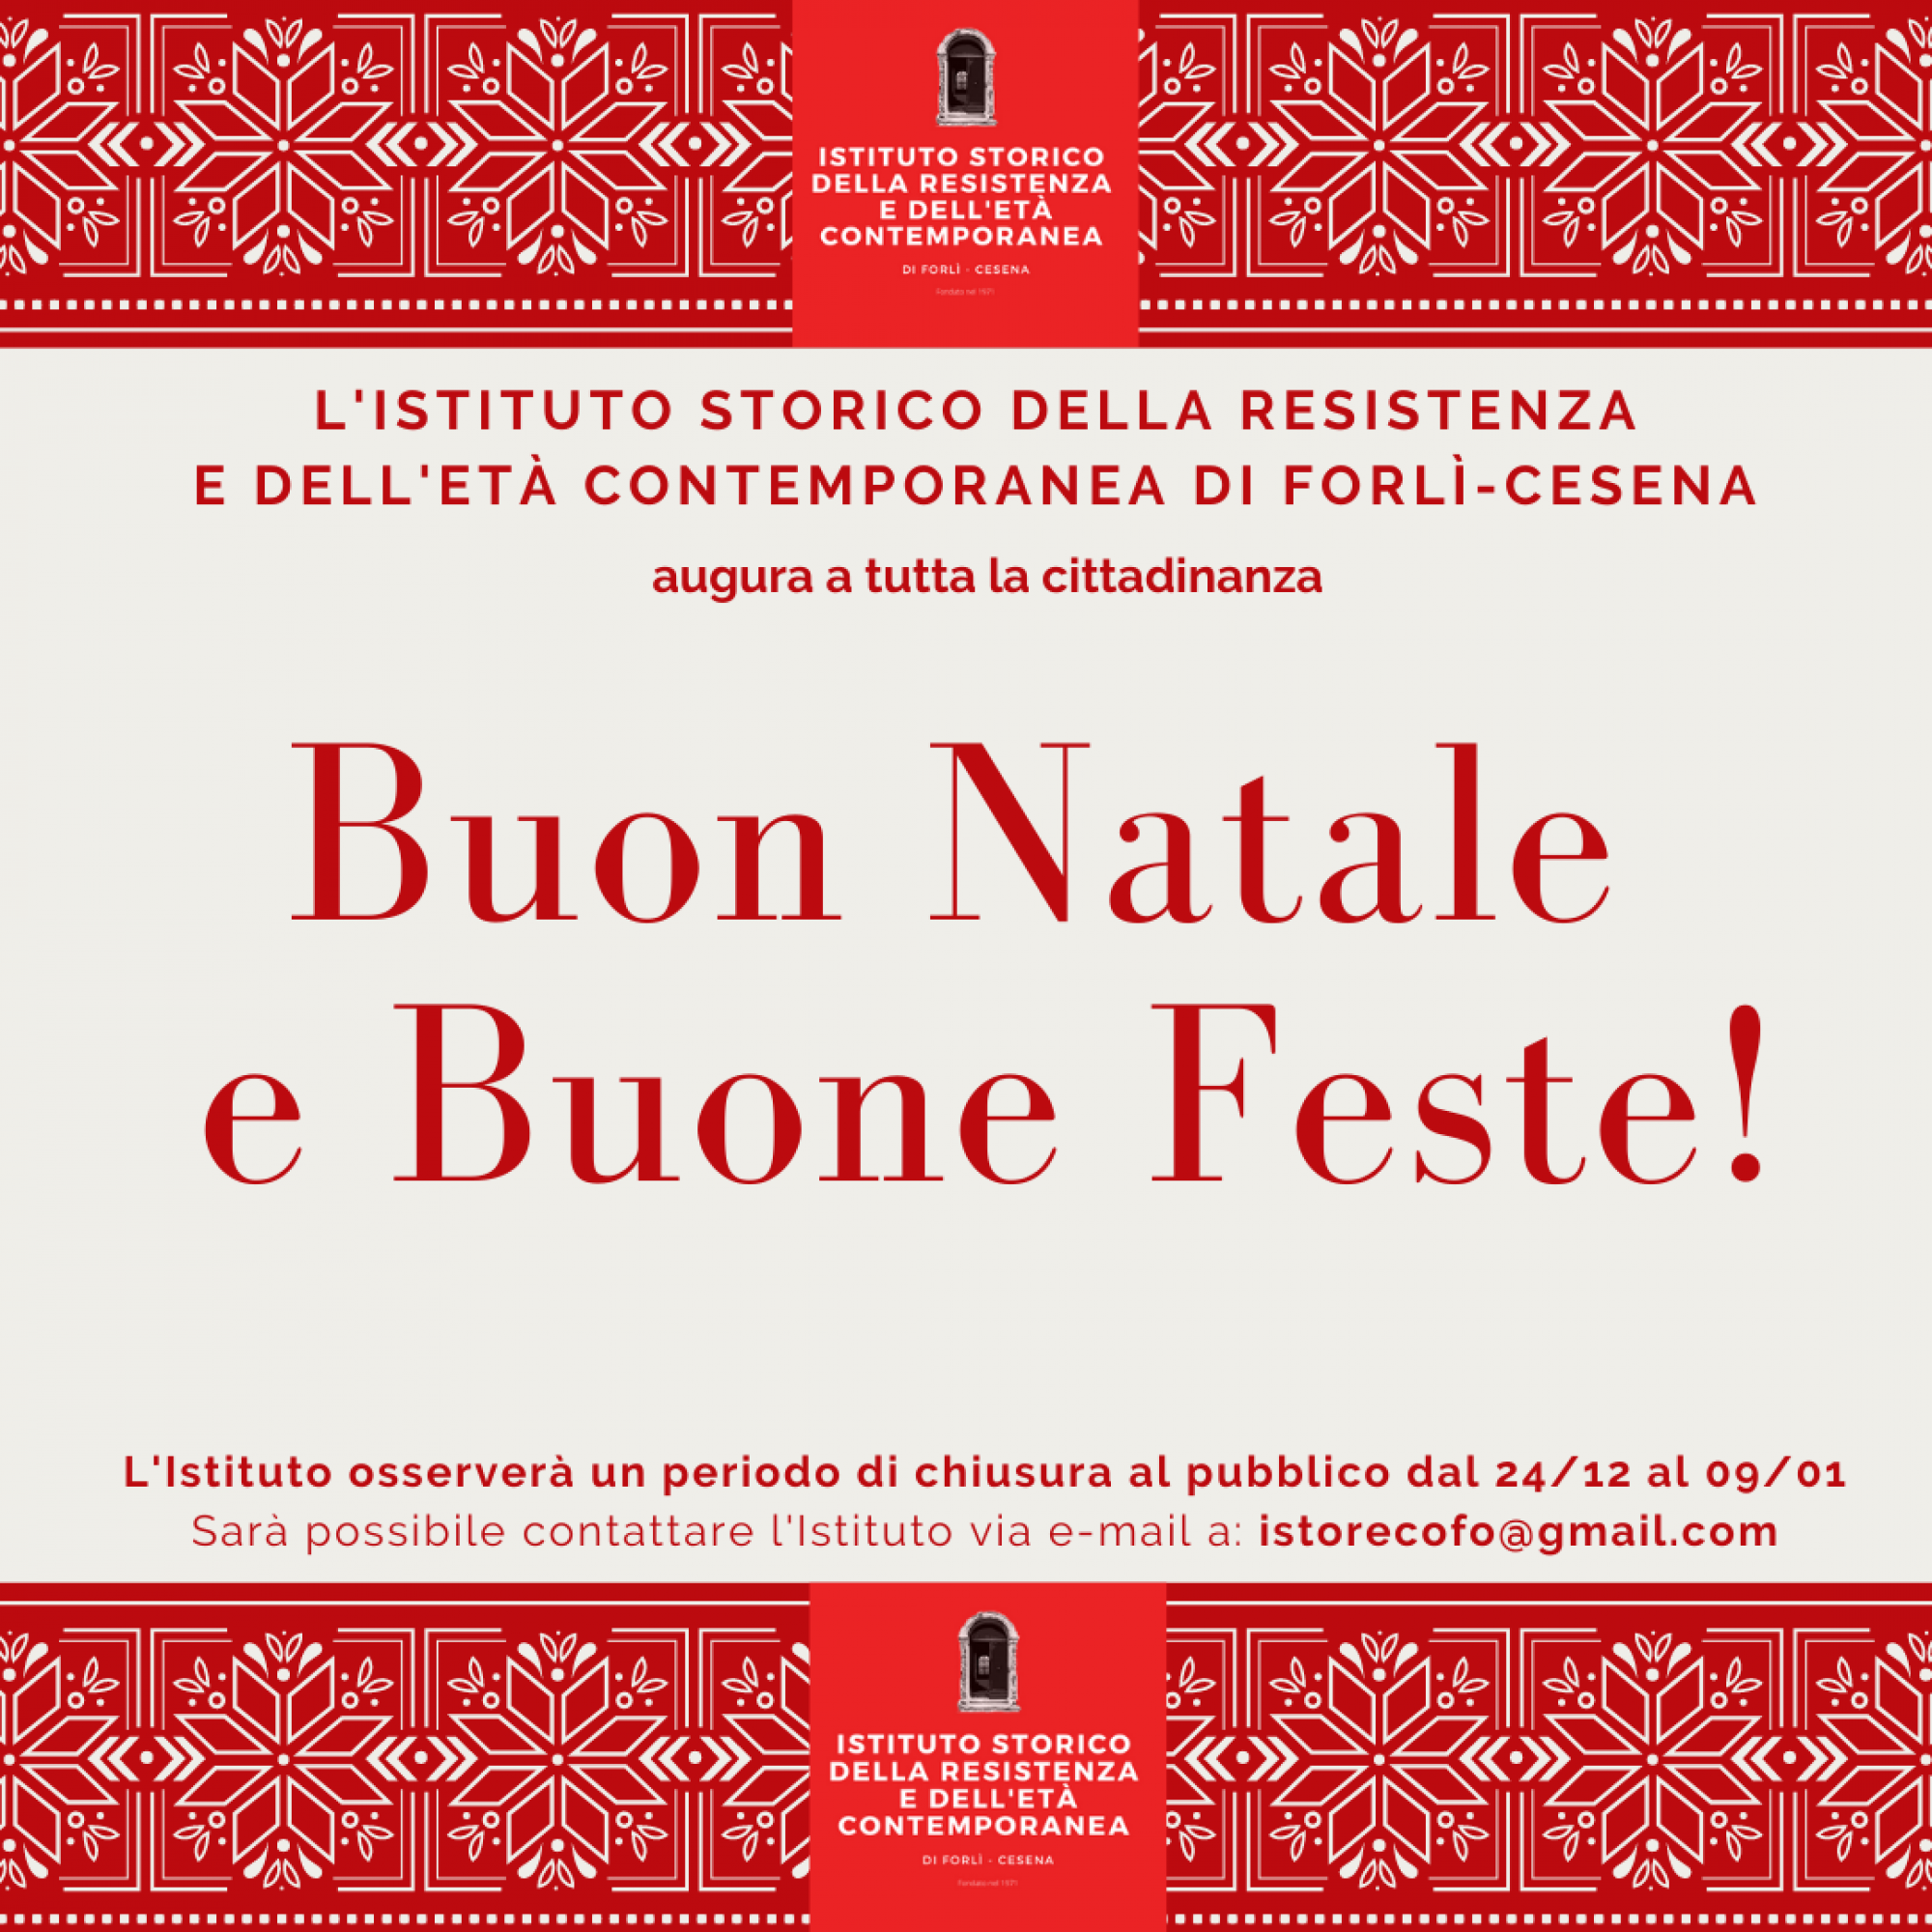 ISTITUTO STORICO
DELLA RESISTENZA
E DELL'ETÀ
CONTEMPORANEA
DI FORLÌ - CESENA
Fondato nel 1971
L'ISTITUTO STORICO DELLA RESISTENZA
E DELL'ETÀ CONTEMPORANEA DI FORLÌ-CESENA
augura a tutta la cittadinanza
Buon Natale
e Buone Feste!
L'Istituto osserverà un periodo di chiusura al pubblico dal 24/12 al 09/01
Sarà possibile contattare l'Istituto via e-mail a: istorecofo@gmail.com
ISTITUTO STORICO
DELLA RESISTENZA
E DELL'ETÀ
CONTEMPORANEA
DI FORLÌ - CESENA
Fondato nel 1971